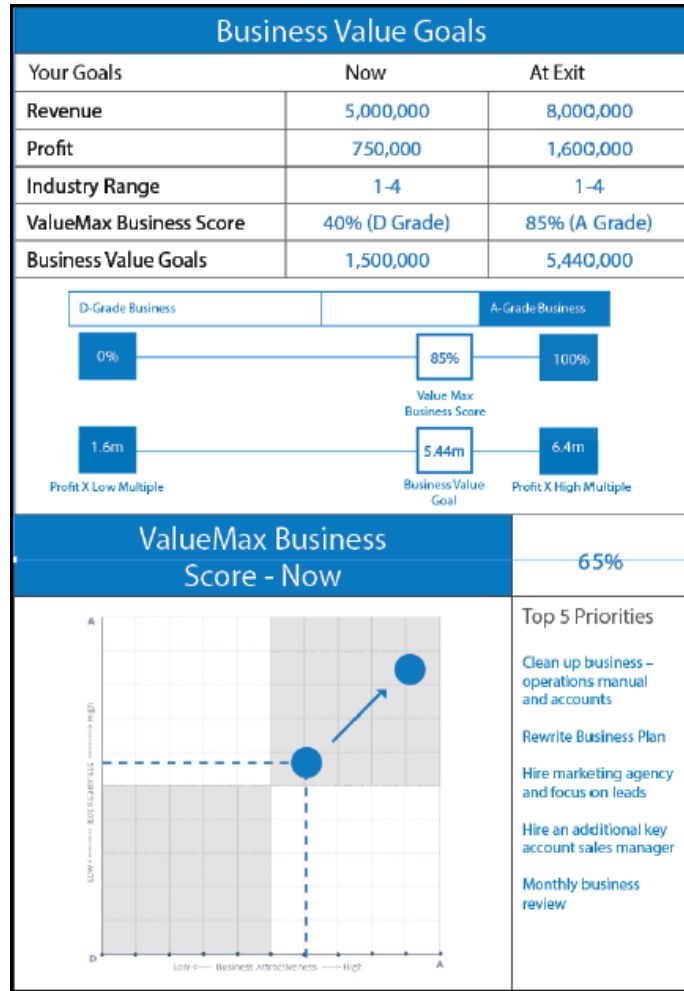 Business Value Goals
Your Goals Now At Exit
Revenue 5,000,000 8,000,000
Profit 750,000 1,600,000
Industry Range 1-4 1-4
ValueMax Business Score 40% (D Grade) 85% (A Grade)
Business Value Goals 1,500,000 5,440,000
D-Grade Business A-Grade Business
0% 85% 100%
Value Max
Business Score
1.6m 5.44m 6.4m
Profit X Low Multiple Business Value Profit X High Multiple
Goal
ValueMax Business
Score - Now
65%
A
Low <---- Exit Readiness ----> High
D
Low <---- Business Attractiveness ----> High
A
Top 5 Priorities
Clean up business –
operations manual
and accounts
Rewrite Business Plan
Hire marketing agency
and focus on leads
Hire an additional key
account sales manager
Monthly business
review